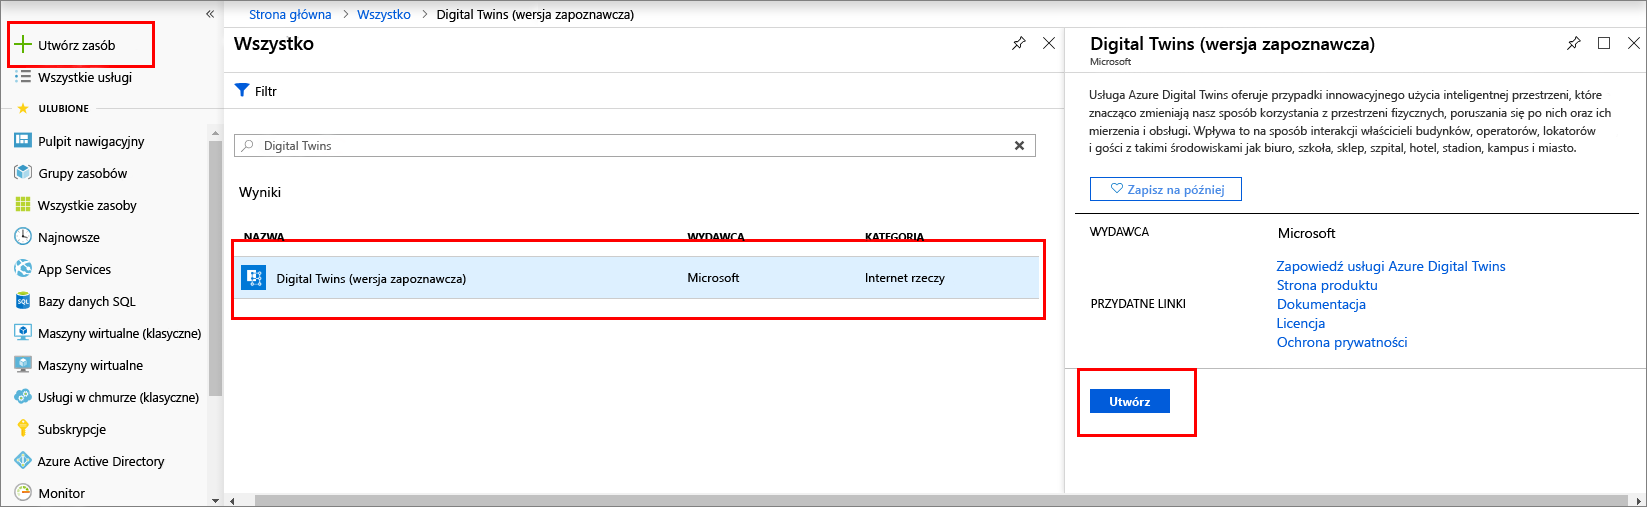 «
Utwórz zasób
Wszystkie usługi
ULUBIONE
Pulpit nawigacyjny
Grupy zasobów
Wszystkie zasoby
Najnowsze
App Services
Bazy danych SQL
Maszyny wirtualne (klasyczne)
Maszyny wirtualne
Usługi w chmurze (klasyczne)
Subskrypcje
Azure Active Directory
Monitor
Strona główna > Wszystko > Digital Twins (wersja zapoznawcza)
Wszystko
Filtr
Digital Twins
Wyniki
NAZWA WYDAWCA KATEGORIA
Digital Twins (wersja zapoznawcza) Microsoft Internet rzeczy
Digital Twins (wersja zapoznawcza)
Microsoft
Usługa Azure Digital Twins oferuje przypadki innowacyjnego użycia inteligentnej przestrzeni, które
znacząco zmieniają nasz sposób korzystania z przestrzeni fizycznych, poruszania się po nich oraz ich
mierzenia i obsługi. Wpływa to na sposób interakcji właścicieli budynków, operatorów, lokatorów
i gości z takimi środowiskami jak biuro, szkoła, sklep, szpital, hotel, stadion, kampus i miasto.
Zapisz na później
WYDAWCA Microsoft
PRZYDATNE LINKI
Zapowiedź usługi Azure Digital Twins
Strona produktu
Dokumentacja
Licencja
Ochrona prywatności
Utwórz